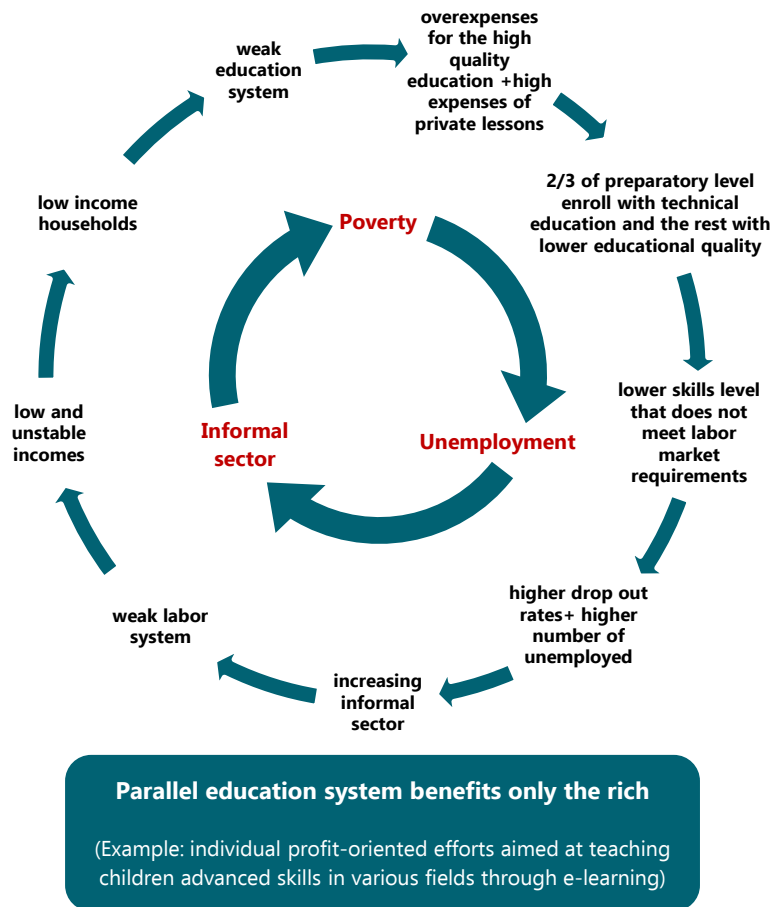 weak
education
system
overexpenses
for the high
quality
education +high
expenses of
private lessons
2/3 of preparatory level
enroll with technical
education and the rest with
lower educational quality
lower skills level
that does not
meet labor
market
requirements
higher drop out
rates+ higher
number of
unemployed
increasing
informal
sector
weak labor
system
low and
unstable
incomes
low income
households
Poverty
Unemployment
Informal
sector
Parallel education system benefits only the rich
(Example: individual profit-oriented efforts aimed at teaching
children advanced skills in various fields through e-learning)